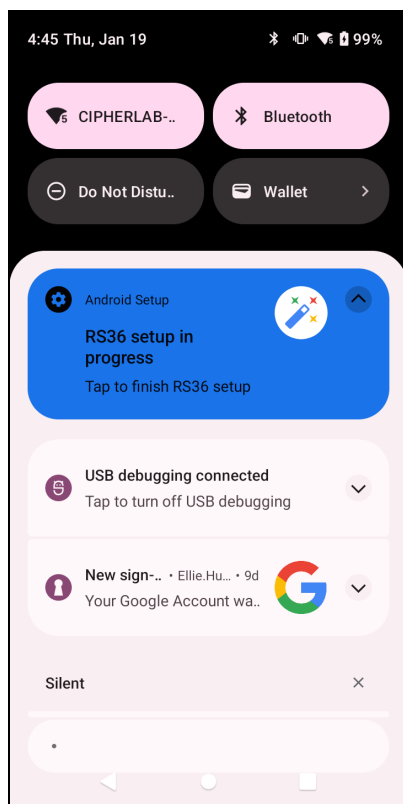 4:45 Thu, Jan 19
5 99%
5 CIPHERLAB-..
Bluetooth
Do Not Distu..
Wallet
Android Setup
RS36 setup in
progress
Tap to finish RS36 setup
USB debugging connected
Tap to turn off USB debugging
New sign-.. • Ellie.Hu... • 9d
Your Google Account wa..
Silent